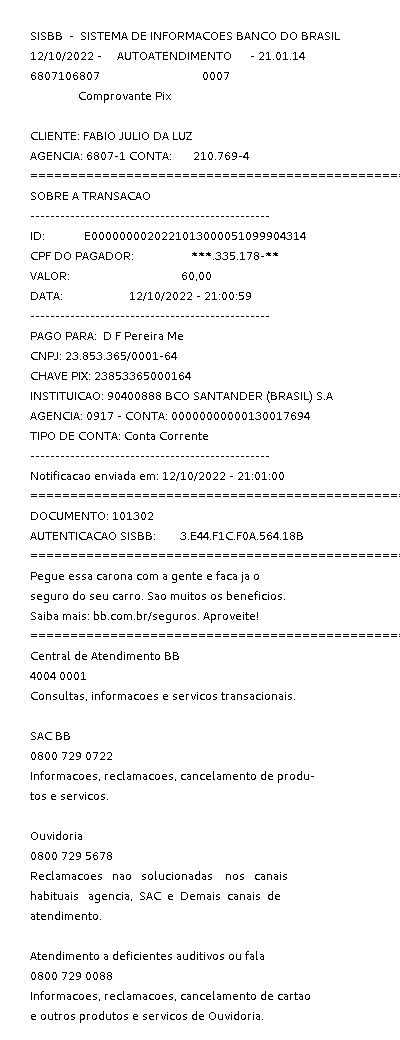 SISBB - SISTEMA DE INFORMACOES BANCO DO BRASIL
12/10/2022 - AUTOATENDIMENTO - 21.01.14
6807106807 0007
Comprovante Pix
CLIENTE: FABIO JULIO DA LUZ
AGENCIA: 6807-1 CONTA: 210.769-4
================================================
SOBRE A TRANSACAO
------------------------------------------------
ID: E0000000020221013000051099904314
CPF DO PAGADOR: ***.335.178-**
VALOR: 60,00
DATA: 12/10/2022 - 21:00:59
------------------------------------------------
PAGO PARA: D F Pereira Me
CNPJ: 23.853.365/0001-64
CHAVE PIX: 23853365000164
INSTITUICAO: 90400888 BCO SANTANDER (BRASIL) S.A
AGENCIA: 0917 - CONTA: 00000000000130017694
TIPO DE CONTA: Conta Corrente
------------------------------------------------
Notificacao enviada em: 12/10/2022 - 21:01:00
================================================
DOCUMENTO: 101302
AUTENTICACAO SISBB: 3.E44.F1C.F0A.564.18B
================================================
Pegue essa carona com a gente e faca ja o
seguro do seu carro. Sao muitos os beneficios.
Saiba mais: bb.com.br/seguros. Aproveite!
================================================
Central de Atendimento BB
4004 0001
Consultas, informacoes e servicos transacionais.
SAC BB
0800 729 0722
Informacoes, reclamacoes, cancelamento de produ-
tos e servicos.
Ouvidoria
0800 729 5678
Reclamacoes nao solucionadas nos canais
habituais agencia, SAC e Demais canais de
atendimento.
Atendimento a deficientes auditivos ou fala
0800 729 0088
Informacoes, reclamacoes, cancelamento de cartao
e outros produtos e servicos de Ouvidoria.